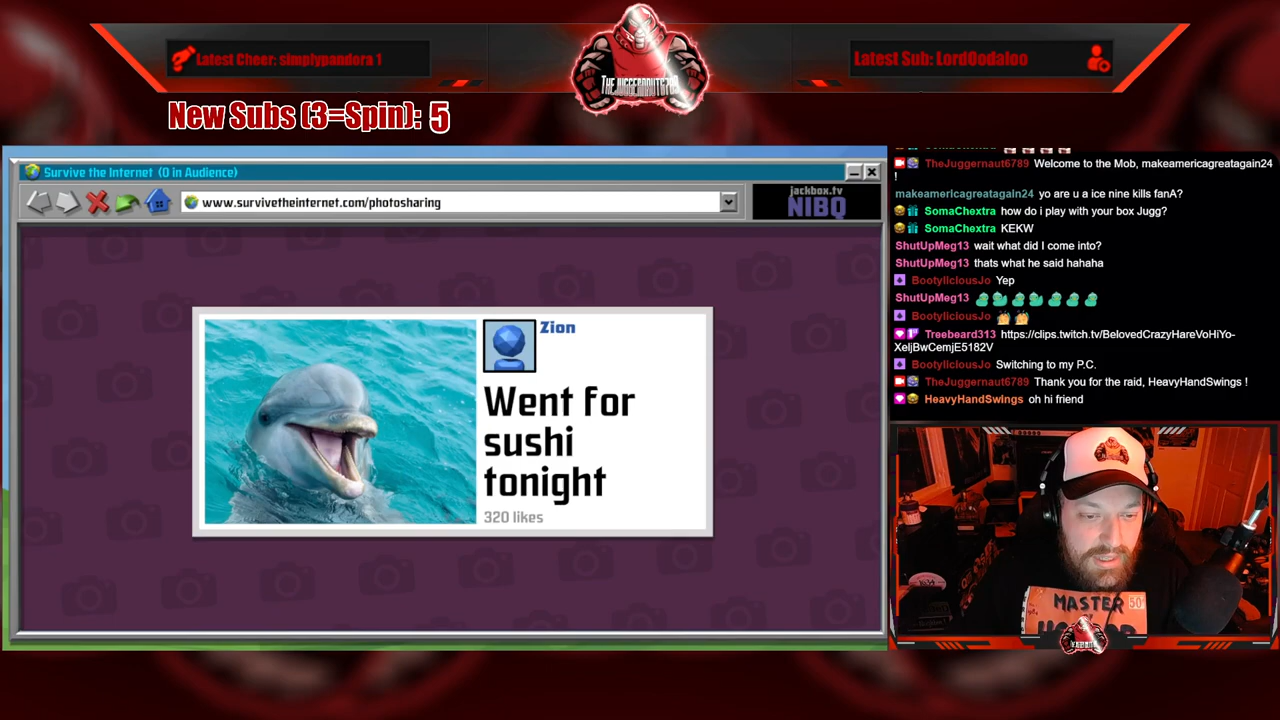 Latest Cheer: simplypandora 1
THEJUGGERNAUT6789
Latest Sub: LordOodaloo
New Subs (3=Spin): 5
Survive the Internet (0 in Audience)
www.survivetheinternet.com/photosharing
jackbox.tv
NIBQ
Zion
Went for
sushi
tonight
320 likes
TheJuggernaut6789 Welcome to the Mob, makeamericagreatagain24
!
makeamericagreatagain24 yo are u a ice nine kills fanA?
SomaChextra how do i play with your box Jugg?
SomaChextra KEKW
ShutUpMeg13 wait what did I come into?
ShutUpMeg13 thats what he said hahaha
BootyliciousJo Yep
ShutUpMeg13
BootyliciousJo
Treebeard313 https://clips.twitch.tv/BelovedCrazyHareVoHiYo-
XeljBwCemjE5182V
BootyliciousJo Switching to my P.C.
TheJuggernaut6789 Thank you for the raid, HeavyHandSwings !
HeavyHandSwings oh hi friend
MASTER
50¢